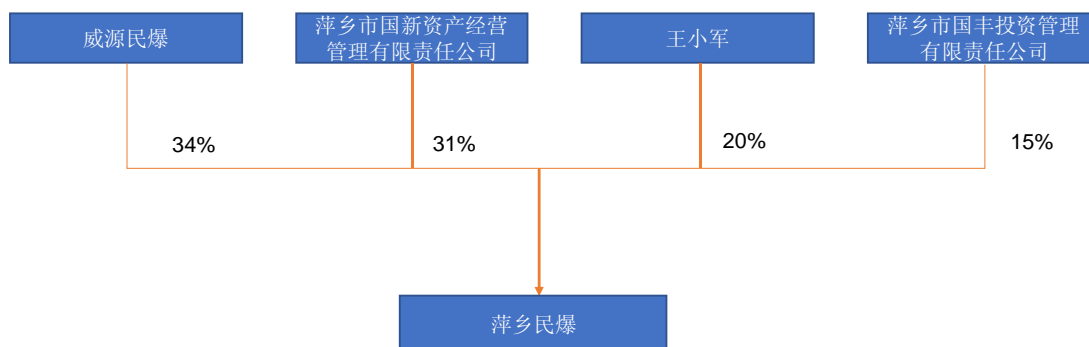 威源民爆
萍乡市国新资产经营
管理有限责任公司
王小军
萍乡市国丰投资管理
有限责任公司
34%
31%
20%
15%
萍乡民爆